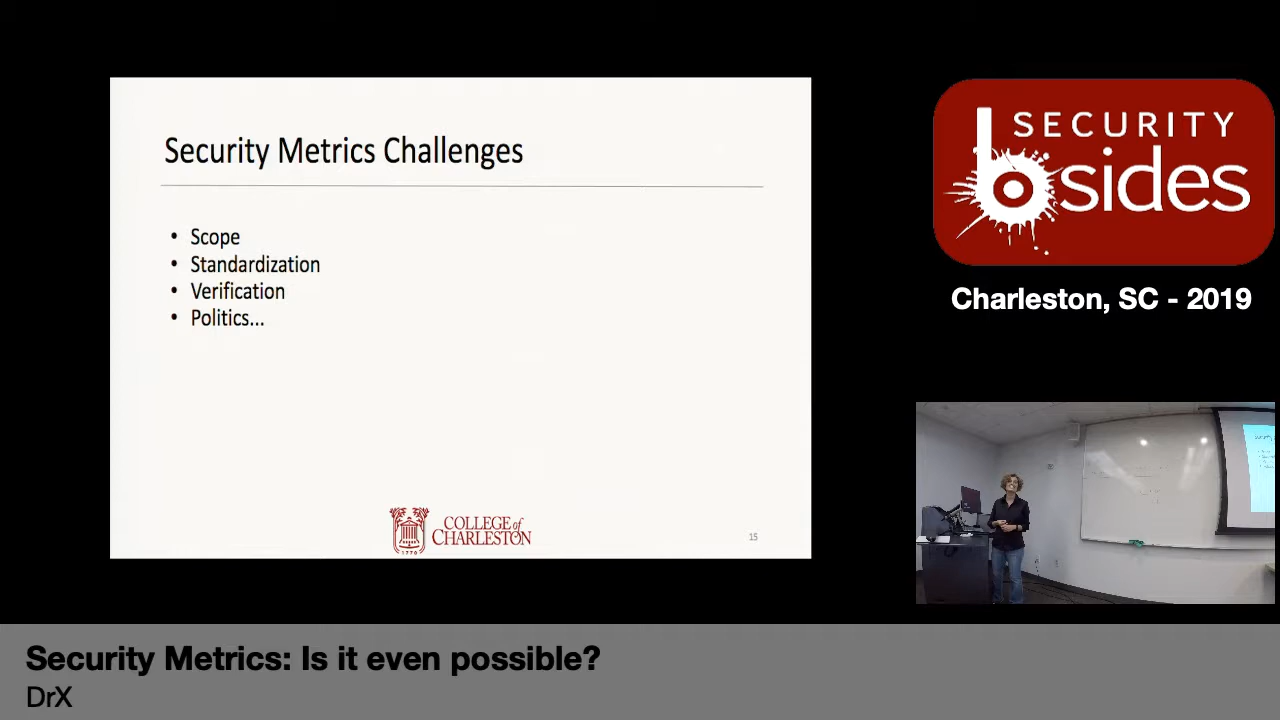 Security Metrics Challenges
• Scope
• Standardization
• Verification
• Politics...
COLLEGE of
CHARLESTON
1770
15
SECURITY
bsides
Charleston, SC - 2019
Security Metrics: Is it even possible?
DrX